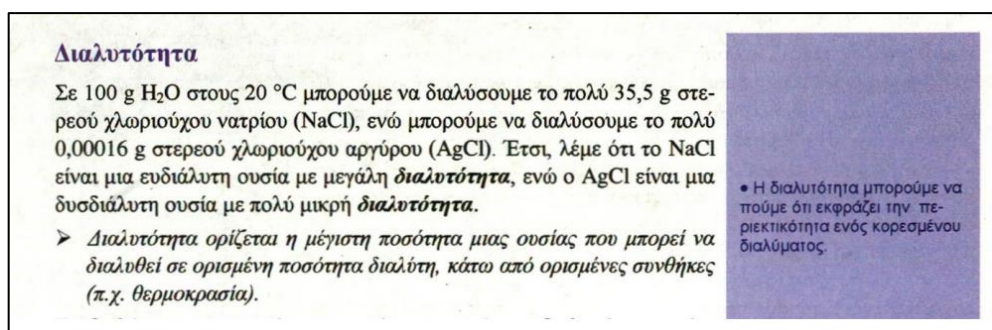 Διαλυτότητα
Σε 100 g H₂O στους 20 °C μπορούμε να διαλύσουμε το πολύ 35,5 g στε-
ρεού χλωριούχου νατρίου (NaCl), ενώ μπορούμε να διαλύσουμε το πολύ
0,00016 g στερεού χλωριούχου αργύρου (AgCl). Έτσι, λέμε ότι το NaCl
είναι μια ευδιάλυτη ουσία με μεγάλη διαλυτότητα, ενώ ο AgCl είναι μια
δυσδιάλυτη ουσία με πολύ μικρή διαλυτότητα.
➤ Διαλυτότητα ορίζεται η μέγιστη ποσότητα μιας ουσίας που μπορεί να
διαλυθεί σε ορισμένη ποσότητα διαλύτη, κάτω από ορισμένες συνθήκες
(π.χ. θερμοκρασία).
• Η διαλυτότητα μπορούμε να
πούμε ότι εκφράζει την πε-
ριεκτικότητα ενός κορεσμένου
διαλύματος.